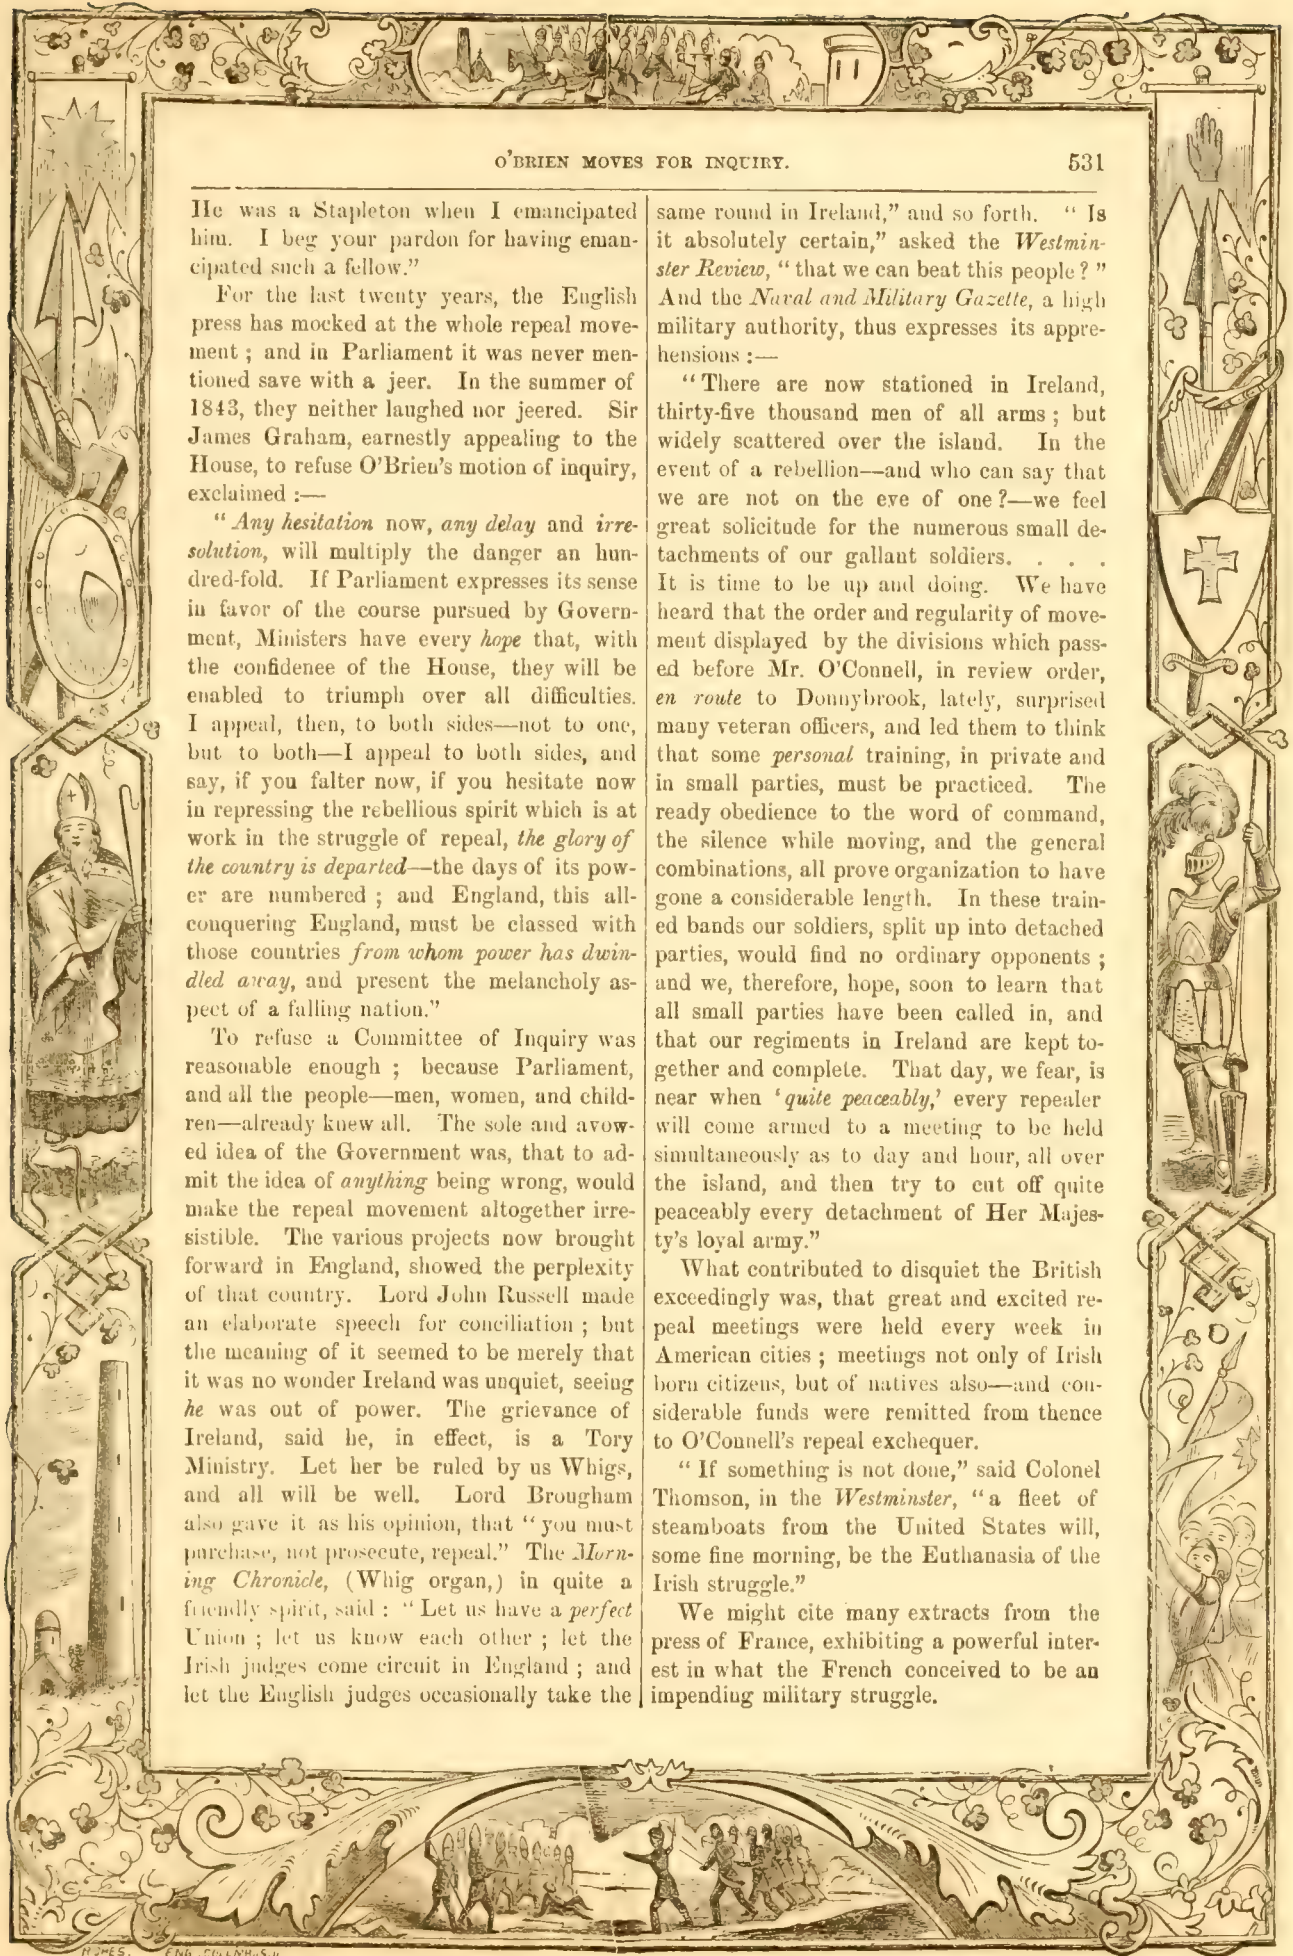 O'BRIEN MOVES FOR INQUIRY. 531
He was a Stapleton when I emancipated
him. I beg your pardon for having eman-
cipated such a fellow."
For the last twenty years, the English
press has mocked at the whole repeal move-
ment ; and in Parliament it was never men-
tioned save with a jeer. In the summer of
1843, they neither laughed nor jeered. Sir
James Graham, earnestly appealing to the
House, to refuse O'Brien's motion of inquiry,
exclaimed :—
"Any hesitation now, any delay and irre-
solution, will multiply the danger an hun-
dred-fold. If Parliament expresses its sense
in favor of the course pursued by Govern-
ment, Ministers have every hope that, with
the confidence of the House, they will be
enabled to triumph over all difficulties.
I appeal, then, to both sides—not to one,
but to both—I appeal to both sides, and
say, if you falter now, if you hesitate now
in repressing the rebellious spirit which is at
work in the struggle of repeal, the glory of
the country is departed—the days of its pow-
er are numbered ; and England, this all-
conquering England, must be classed with
those countries from whom power has dwin-
dled away, and present the melancholy as-
pect of a falling nation."
To refuse a Committee of Inquiry was
reasonable enough ; because Parliament,
and all the people—men, women, and child-
ren—already knew all. The sole and avow-
ed idea of the Government was, that to ad-
mit the idea of anything being wrong, would
make the repeal movement altogether irre-
sistible. The various projects now brought
forward in England, showed the perplexity
of that country. Lord John Russell made
an elaborate speech for conciliation ; but
the meaning of it seemed to be merely that
it was no wonder Ireland was unquiet, seeing
he was out of power. The grievance of
Ireland, said he, in effect, is a Tory
Ministry. Let her be ruled by us Whigs,
and all will be well. Lord Brougham
also gave it as his opinion, that "you must
purchase, not prosecute, repeal." The Morn-
ing Chronicle, (Whig organ,) in quite a
friendly spirit, said : "Let us have a perfect
Union ; let us know each other ; let the
Irish judges come circuit in England ; and
let the English judges occasionally take the
same round in Ireland," and so forth. "Is
it absolutely certain," asked the Westmin-
ster Review, "that we can beat this people ?"
And the Naval and Military Gazette, a high
military authority, thus expresses its appre-
hensions :—
"There are now stationed in Ireland,
thirty-five thousand men of all arms ; but
widely scattered over the island. In the
event of a rebellion—and who can say that
we are not on the eve of one ?—we feel
great solicitude for the numerous small de-
tachments of our gallant soldiers. . . . .
It is time to be up and doing. We have
heard that the order and regularity of move-
ment displayed by the divisions which pass-
ed before Mr. O'Connell, in review order,
en route to Donnybrook, lately, surprised
many veteran officers, and led them to think
that some personal training, in private and
in small parties, must be practiced. The
ready obedience to the word of command,
the silence while moving, and the general
combinations, all prove organization to have
gone a considerable length. In these train-
ed bands our soldiers, split up into detached
parties, would find no ordinary opponents ;
and we, therefore, hope, soon to learn that
all small parties have been called in, and
that our regiments in Ireland are kept to-
gether and complete. That day, we fear, is
near when 'quite peaceably,' every repealer
will come armed to a meeting to be held
simultaneously as to day and hour, all over
the island, and then try to cut off quite
peaceably every detachment of Her Majes-
ty's loyal army."
What contributed to disquiet the British
exceedingly was, that great and excited re-
peal meetings were held every week in
American cities ; meetings not only of Irish
born citizens, but of natives also—and con-
siderable funds were remitted from thence
to O'Connell's repeal exchequer.
"If something is not done," said Colonel
Thomson, in the Westminster, "a fleet of
steamboats from the United States will,
some fine morning, be the Euthanasia of the
Irish struggle."
We might cite many extracts from the
press of France, exhibiting a powerful inter-
est in what the French conceived to be an
impending military struggle.